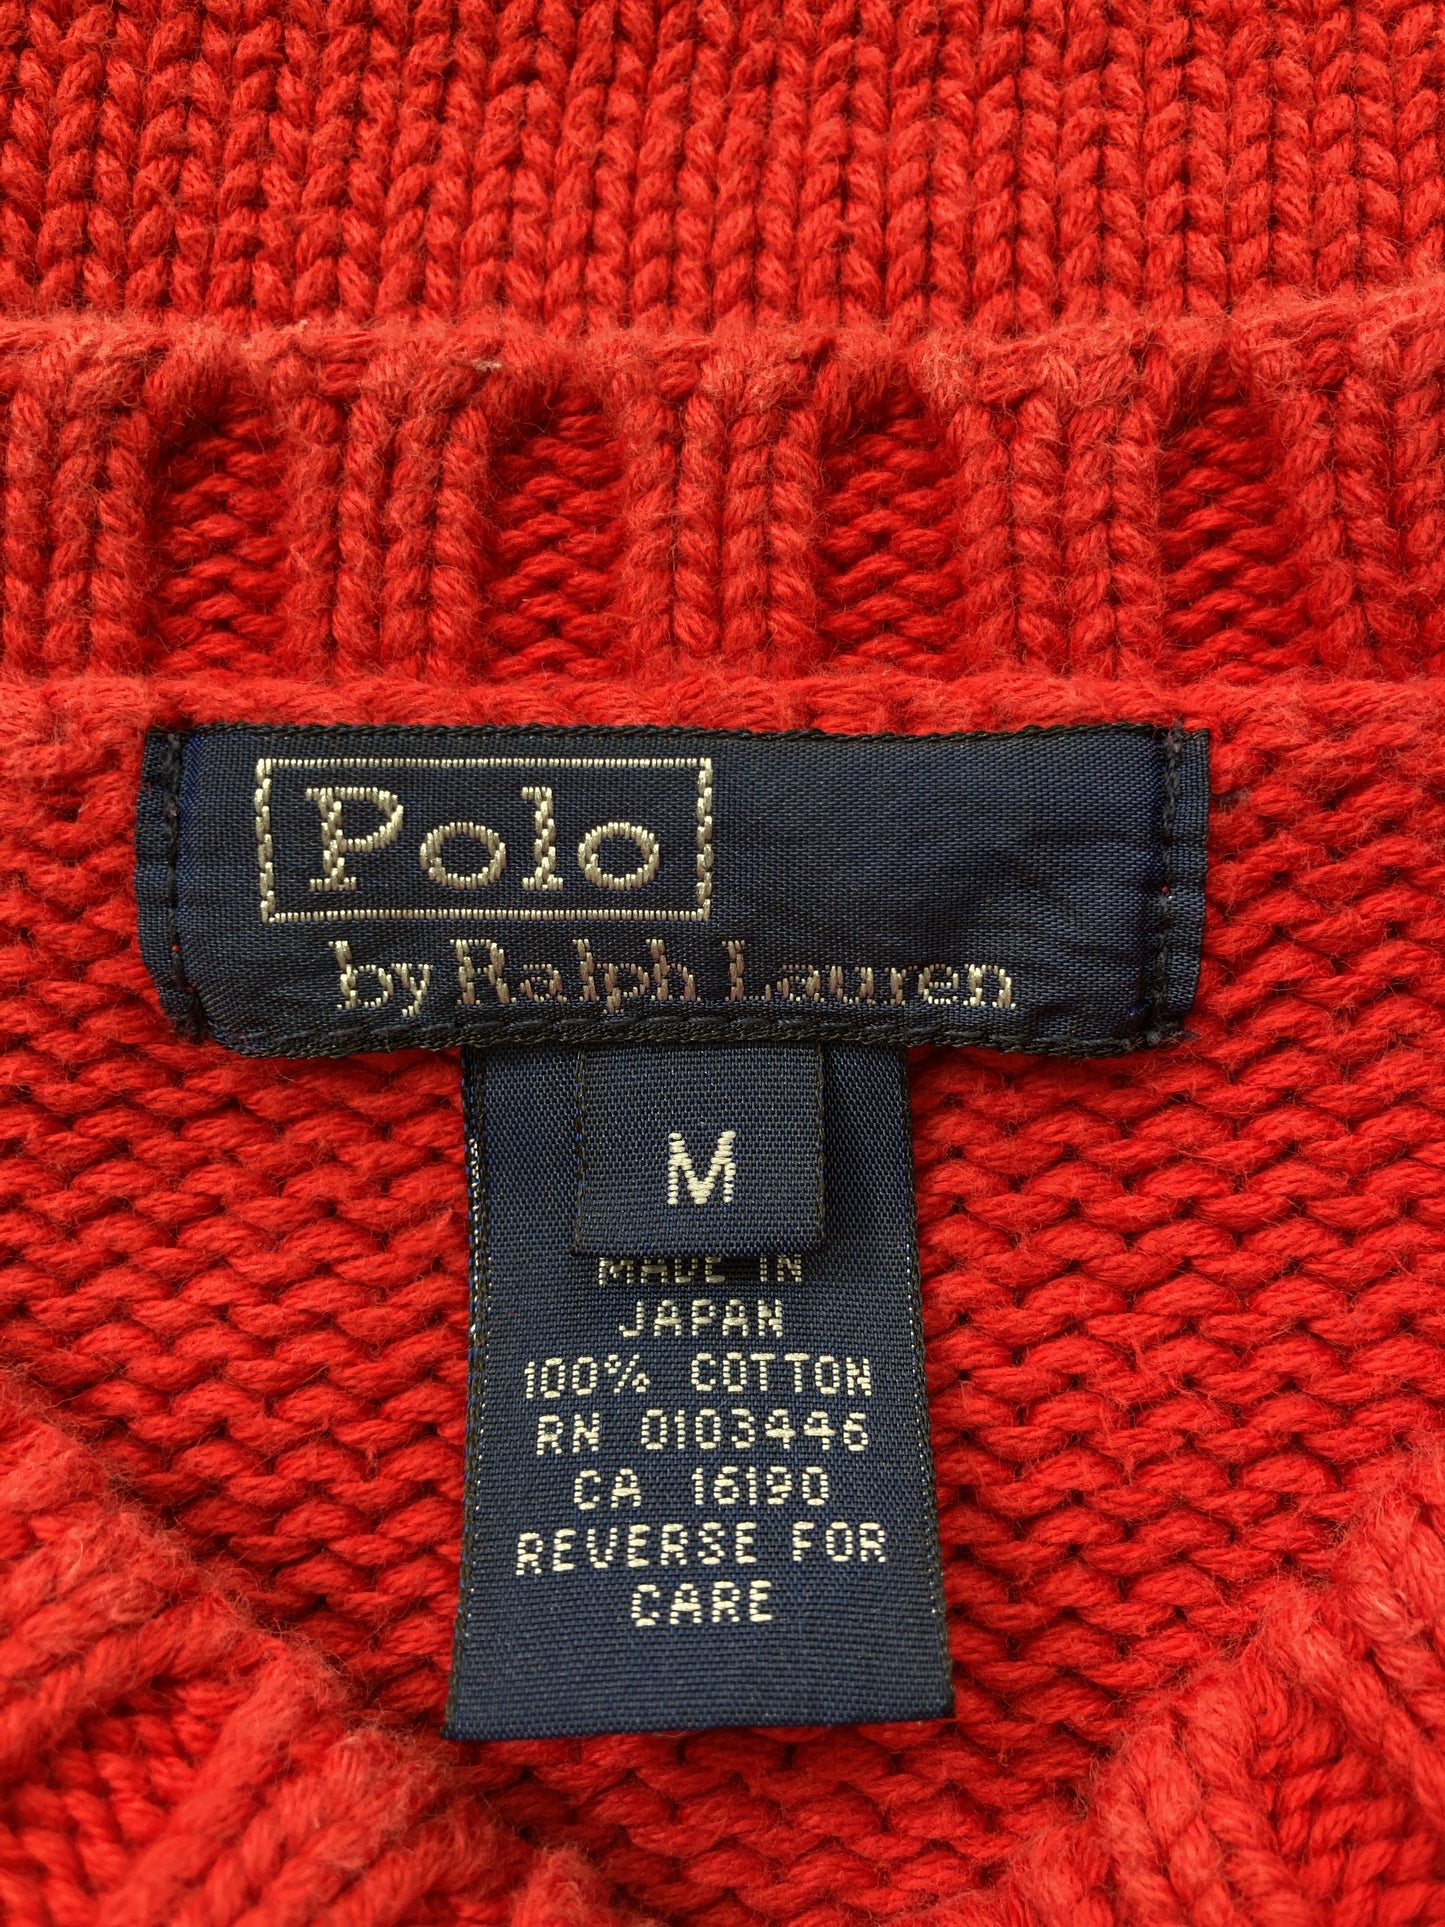 Polo
by Ralph Lauren
M
MADE IN
JAPAN
100% COTTON
RN 0103446
CA 16190
REVERSE FOR
CARE